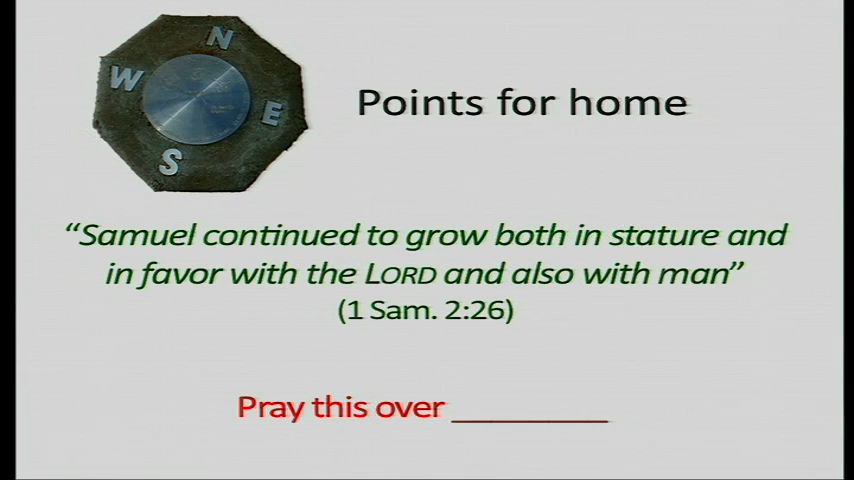 N
W
E
S
Points for home
“Samuel continued to grow both in stature and
in favor with the LORD and also with man”
(1 Sam. 2:26)
Pray this over __________